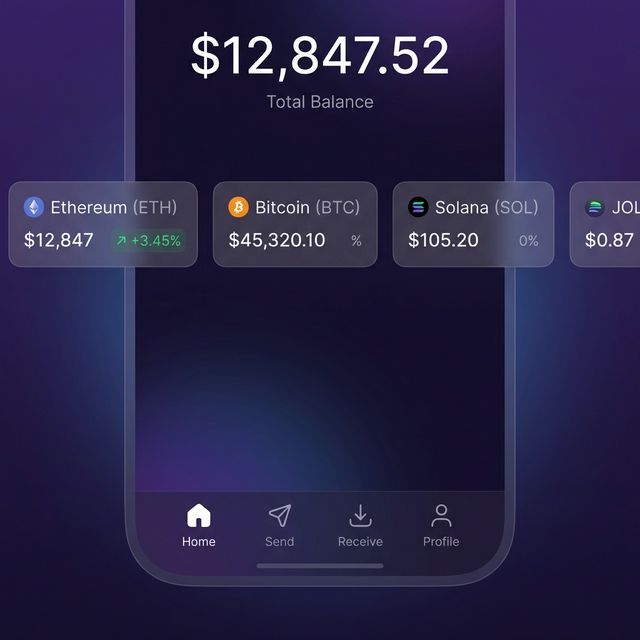 $12,847.52
Total Balance
Ethereum (ETH)
$12,847 ↗ +3.45%
Bitcoin (BTC)
$45,320.10 %
Solana (SOL)
$105.20 0%
JOL
$0.87
Home Send Receive Profile